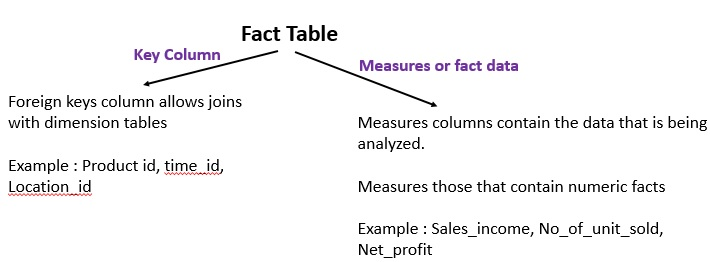 Fact Table
Key Column
Measures or fact data
Foreign keys column allows joins
with dimension tables
Example : Product id, time_id,
Location_id
Measures columns contain the data that is being
analyzed.
Measures those that contain numeric facts
Example : Sales_income, No_of_unit_sold,
Net_profit